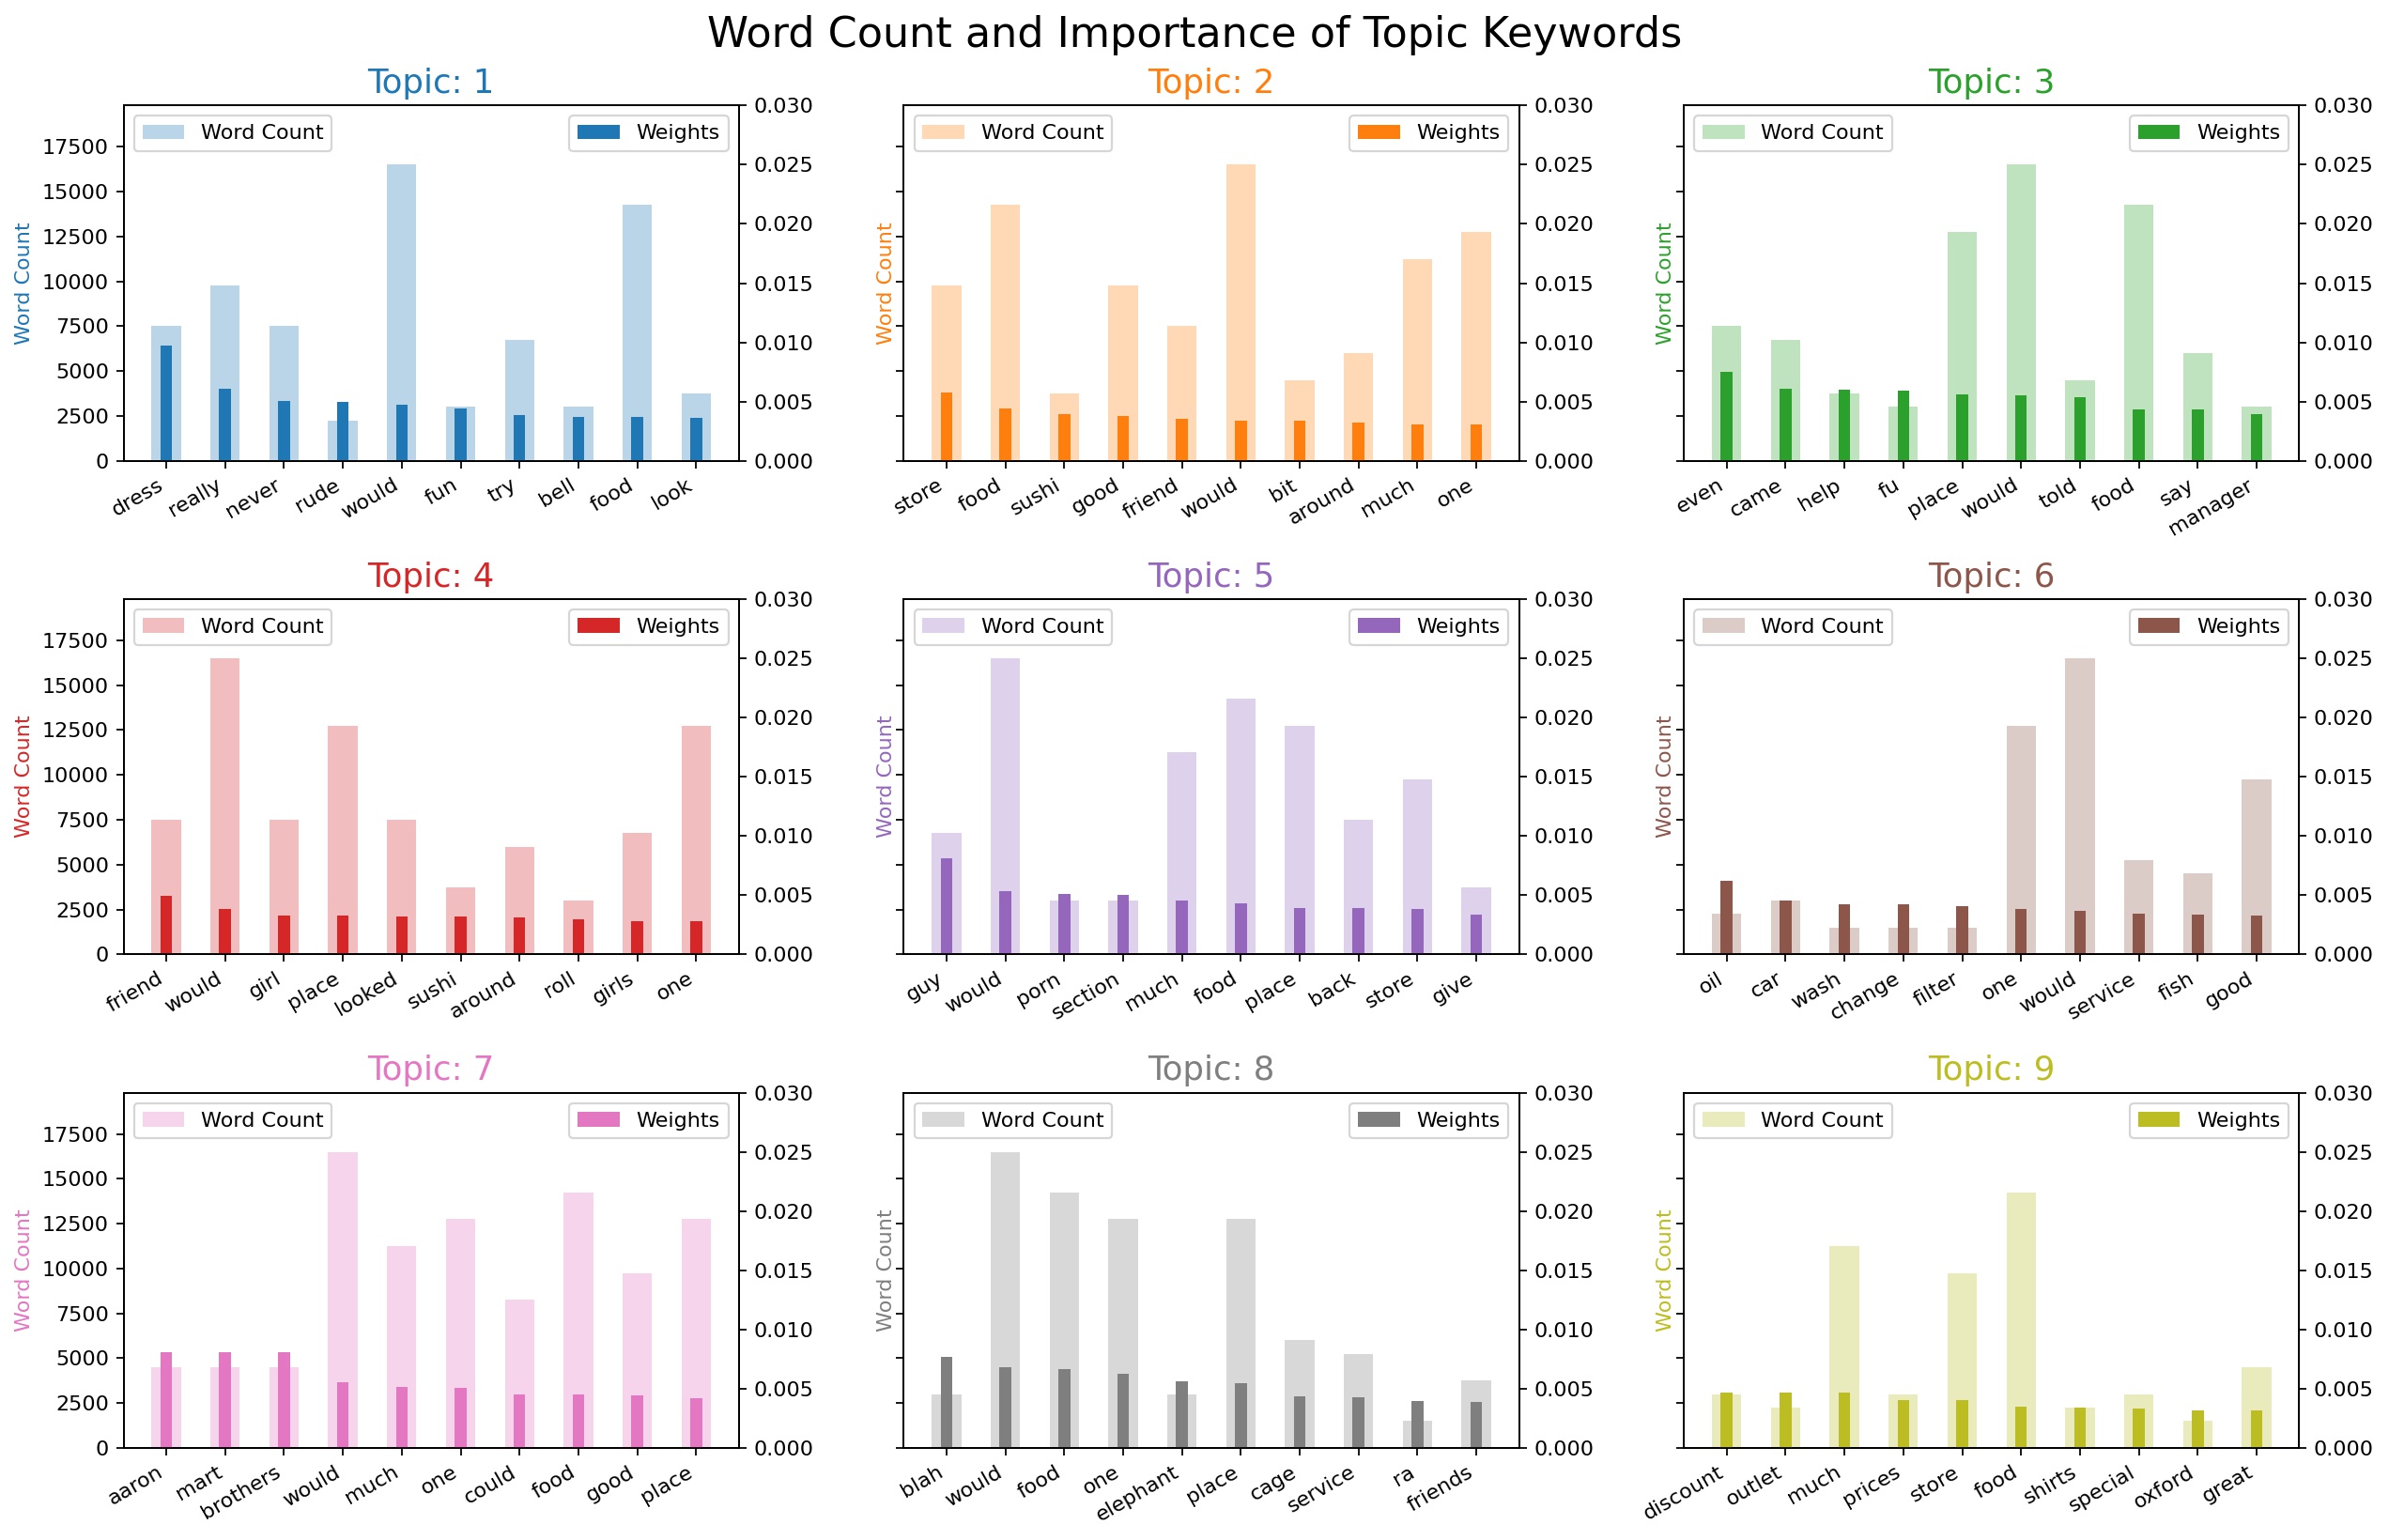 Word Count and Importance of Topic Keywords
Topic: 1
Word Count
Weights
Word Count
17500
15000
12500
10000
7500
5000
2500
0
0.030
0.025
0.020
0.015
0.010
0.005
0.000
dress really never rude would fun try bell food look
Topic: 2
Word Count
Weights
Word Count
0.030
0.025
0.020
0.015
0.010
0.005
0.000
store food sushi good friend would bit around much one
Topic: 3
Word Count
Weights
Word Count
0.030
0.025
0.020
0.015
0.010
0.005
0.000
even came help fu place would told food say manager
Topic: 4
Word Count
Weights
Word Count
17500
15000
12500
10000
7500
5000
2500
0
0.030
0.025
0.020
0.015
0.010
0.005
0.000
friend would girl place looked sushi around roll girls one
Topic: 5
Word Count
Weights
Word Count
0.030
0.025
0.020
0.015
0.010
0.005
0.000
guy would porn section much food place back store give
Topic: 6
Word Count
Weights
Word Count
0.030
0.025
0.020
0.015
0.010
0.005
0.000
oil car wash change filter one would service fish good
Topic: 7
Word Count
Weights
Word Count
17500
15000
12500
10000
7500
5000
2500
0
0.030
0.025
0.020
0.015
0.010
0.005
0.000
aaron mart brothers would much one could food good place
Topic: 8
Word Count
Weights
Word Count
0.030
0.025
0.020
0.015
0.010
0.005
0.000
blah would food one elephant place cage service ra friends
Topic: 9
Word Count
Weights
Word Count
0.030
0.025
0.020
0.015
0.010
0.005
0.000
discount outlet much prices store food shirts special oxford great